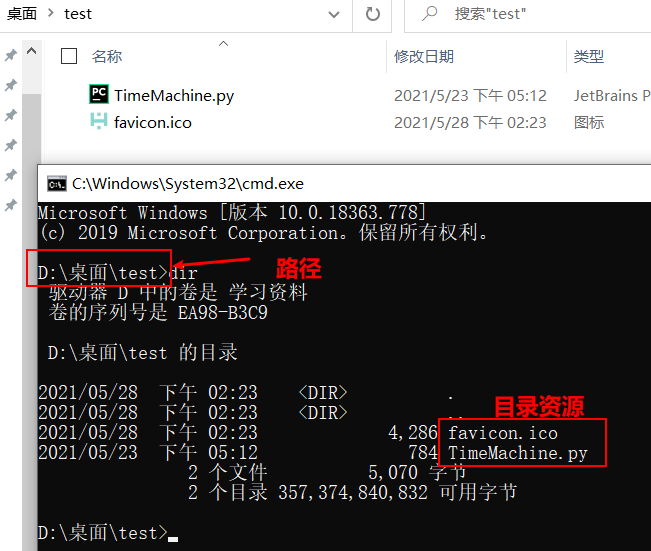 桌面 > test
搜索"test"
名称 修改日期 类型
TimeMachine.py 2021/5/23 下午 05:12 JetBrains P
favicon.ico 2021/5/28 下午 02:23 图标
C:\Windows\System32\cmd.exe
Microsoft Windows [版本 10.0.18363.778]
(c) 2019 Microsoft Corporation。保留所有权利。
D:\桌面\test>dir 路径
驱动器 D 中的卷是 学习资料
卷的序列号是 EA98-B3C9
D:\桌面\test 的目录
2021/05/28 下午 02:23 <DIR> .
目录资源
2021/05/28 下午 02:23 <DIR> ..
2021/05/28 下午 02:23 4,286 favicon.ico
2021/05/23 下午 05:12 784 TimeMachine.py
2 个文件 5,070 字节
2 个目录 357,374,840,832 可用字节
D:\桌面\test>